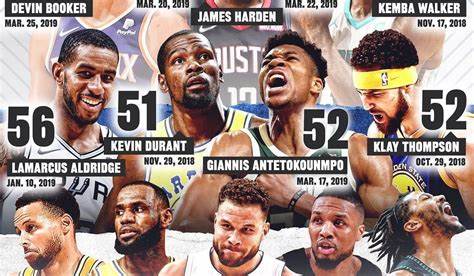 DEVIN BOOKER
MAR. 25, 2019
MAR. 20, 2019
JAMES HARDEN
MAR. 22, 2019
KEMBA WALKER
NOV. 17, 2018
PayPal
56
51
52
52
KEVIN DURANT
NOV. 29, 2018
KLAY THOMPSON
OCT. 29, 2018
LAMARCUS ALDRIDGE
JAN. 10, 2019
GIANNIS ANTETOKOUNMPO
MAR. 17, 2019